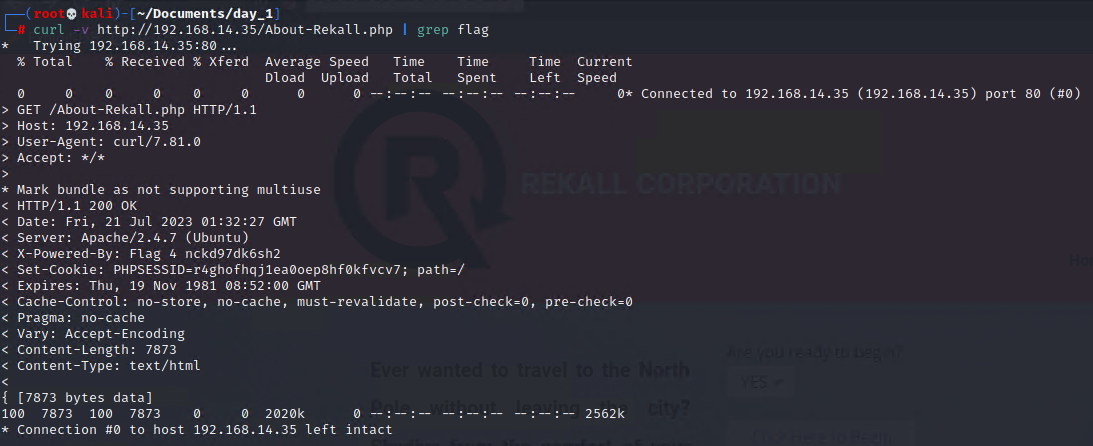 ┌──(root💀kali)-[~/Documents/day_1]
└─# curl -v http://192.168.14.35/About-Rekall.php | grep flag
*   Trying 192.168.14.35:80...
  % Total    % Received % Xferd  Average Speed   Time    Time     Time  Current
                                 Dload  Upload   Total   Spent    Left  Speed
  0     0    0     0    0     0      0      0 --:--:-- --:--:-- --:--:--     0* Connected to 192.168.14.35 (192.168.14.35) port 80 (#0)
> GET /About-Rekall.php HTTP/1.1
> Host: 192.168.14.35
> User-Agent: curl/7.81.0
> Accept: */*
>
* Mark bundle as not supporting multiuse
< HTTP/1.1 200 OK
< Date: Fri, 21 Jul 2023 01:32:27 GMT
< Server: Apache/2.4.7 (Ubuntu)
< X-Powered-By: Flag 4 nckd97dk6sh2
< Set-Cookie: PHPSESSID=r4ghofhqj1ea0oep8hf0kfvcv7; path=/
< Expires: Thu, 19 Nov 1981 08:52:00 GMT
< Cache-Control: no-store, no-cache, must-revalidate, post-check=0, pre-check=0
< Pragma: no-cache
< Vary: Accept-Encoding
< Content-Length: 7873
< Content-Type: text/html
<
{ [7873 bytes data]
100  7873  100  7873    0     0  2020k      0 --:--:-- --:--:-- --:--:-- 2562k
* Connection #0 to host 192.168.14.35 left intact
R
REKALL CORPORATION
Are you ready to begin?
YES
Ever wanted to travel to the North
Pole without leaving the city?